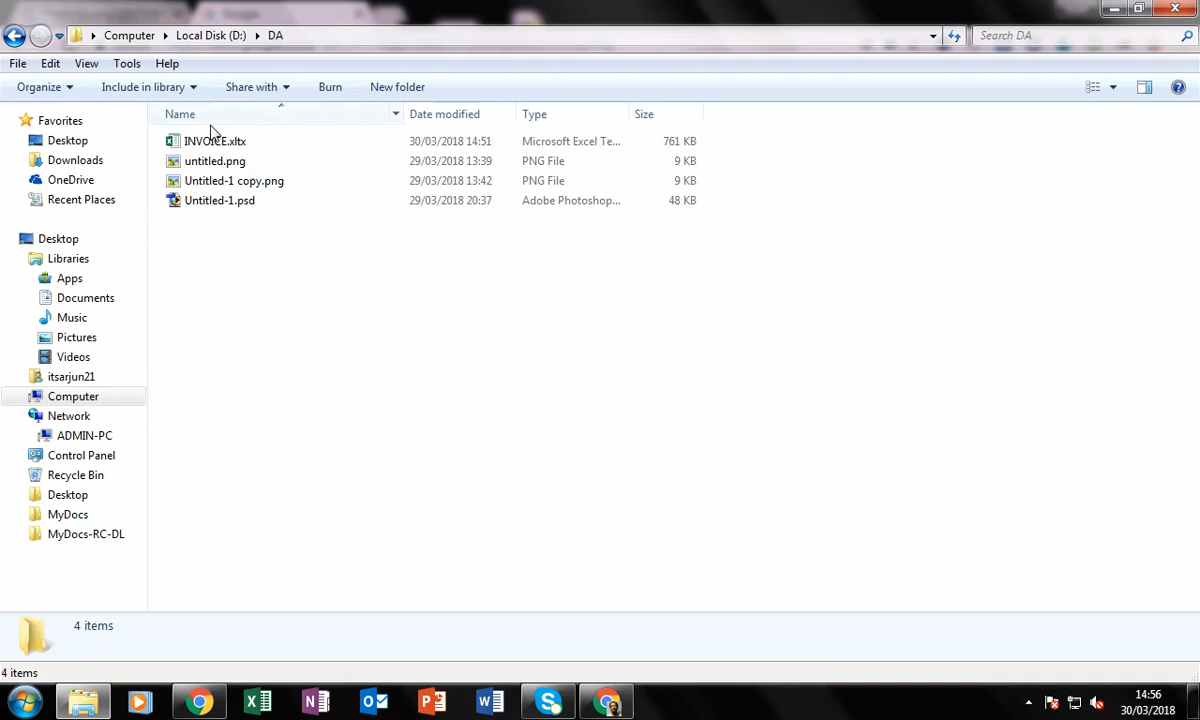 Computer Local Disk (D:) DA
Search DA
File Edit View Tools Help
Organize Include in library Share with Burn New folder
Name Date modified Type Size
Favorites
Desktop
Downloads
OneDrive
Recent Places
Desktop
Libraries
Apps
Documents
Music
Pictures
Videos
itsarjun21
Computer
Network
ADMIN-PC
Control Panel
Recycle Bin
Desktop
MyDocs
MyDocs-RC-DL
INVOICE.xltx 30/03/2018 14:51 Microsoft Excel Te... 761 KB
untitled.png 29/03/2018 13:39 PNG File 9 KB
Untitled-1 copy.png 29/03/2018 13:42 PNG File 9 KB
Untitled-1.psd 29/03/2018 20:37 Adobe Photoshop... 48 KB
4 items
4 items
14:56
30/03/2018